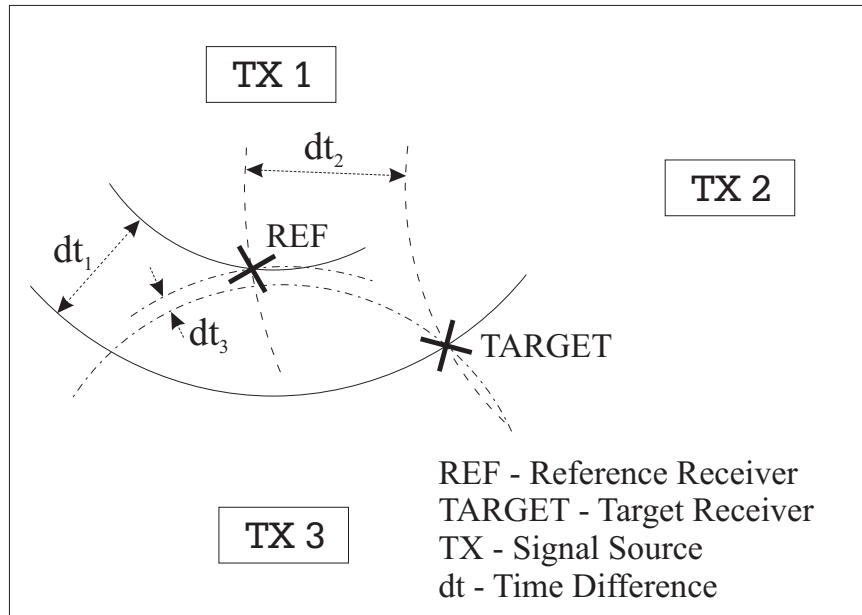 TX 1
dt2
TX 2
REF
dt1
dt3
TARGET
REF - Reference Receiver
TARGET - Target Receiver
TX 3
TX - Signal Source
dt - Time Difference